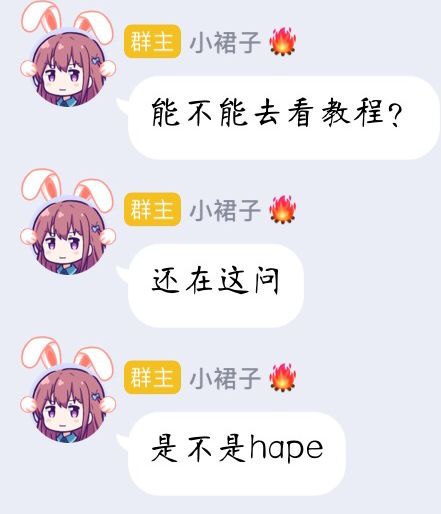 群主 小裙子🔥
能不能去看教程?
群主 小裙子🔥
还在这问
群主 小裙子🔥
是不是hape